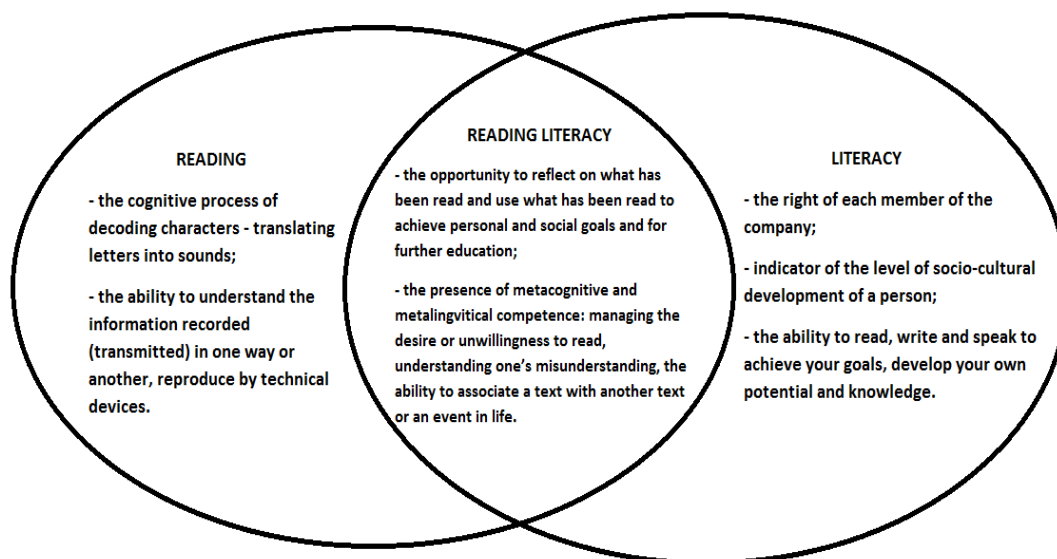 READING
- the cognitive process of
decoding characters - translating
letters into sounds;
- the ability to understand the
information recorded
(transmitted) in one way or
another, reproduce by technical
devices.
READING LITERACY
- the opportunity to reflect on what has
been read and use what has been read to
achieve personal and social goals and for
further education;
- the presence of metacognitive and
metalingvitical competence: managing the
desire or unwillingness to read,
understanding one's misunderstanding, the
ability to associate a text with another text
or an event in life.
LITERACY
- the right of each member of the
company;
- indicator of the level of socio-cultural
development of a person;
- the ability to read, write and speak to
achieve your goals, develop your own
potential and knowledge.